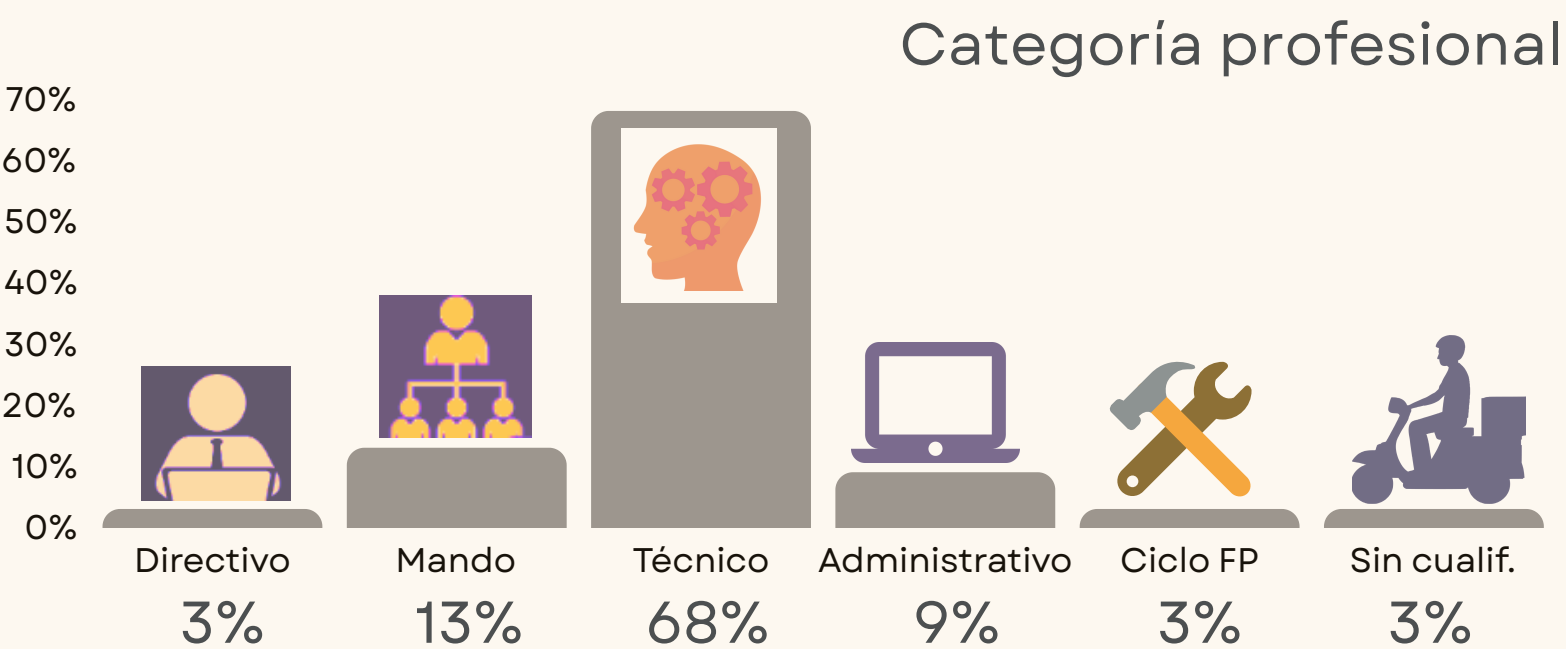 Categoría profesional
70%
60%
50%
40%
30%
20%
10%
0%
Directivo Mando Técnico Administrativo Ciclo FP Sin cualif.
3% 13% 68% 9% 3% 3%